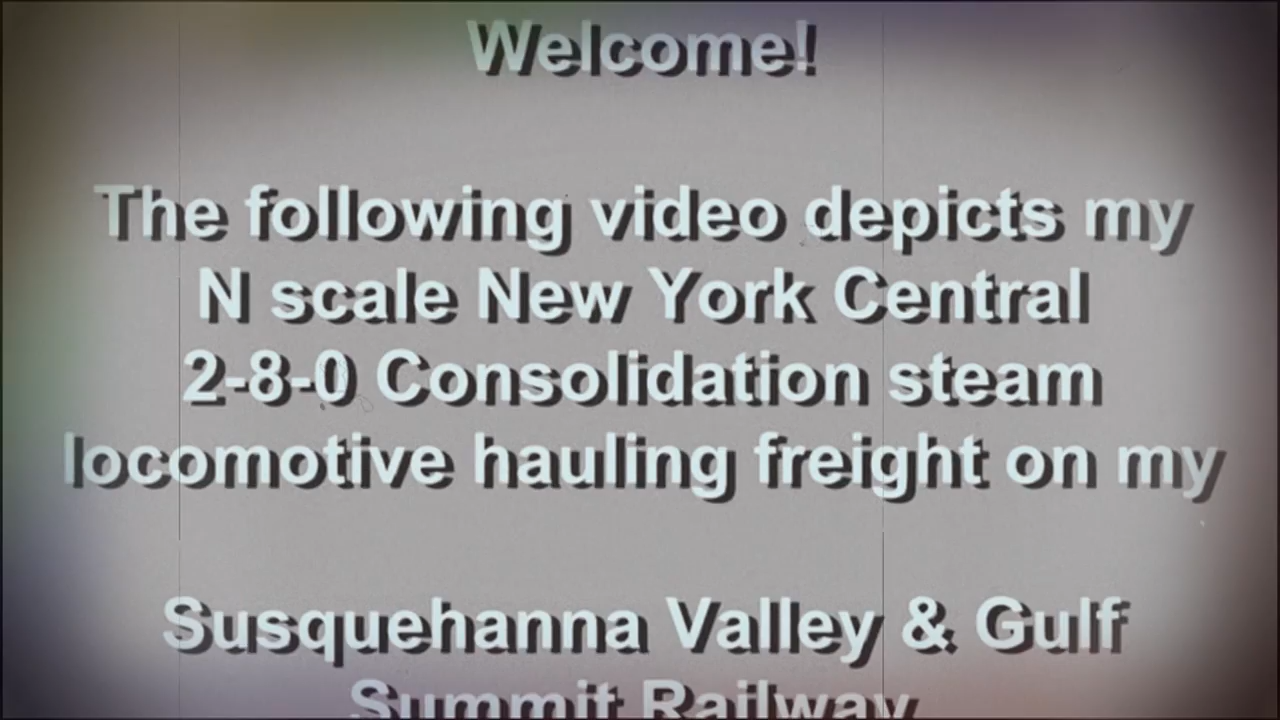 Welcome!
The following video depicts my
N scale New York Central
2-8-0 Consolidation steam
locomotive hauling freight on my
Susquehanna Valley & Gulf
Summit Railway